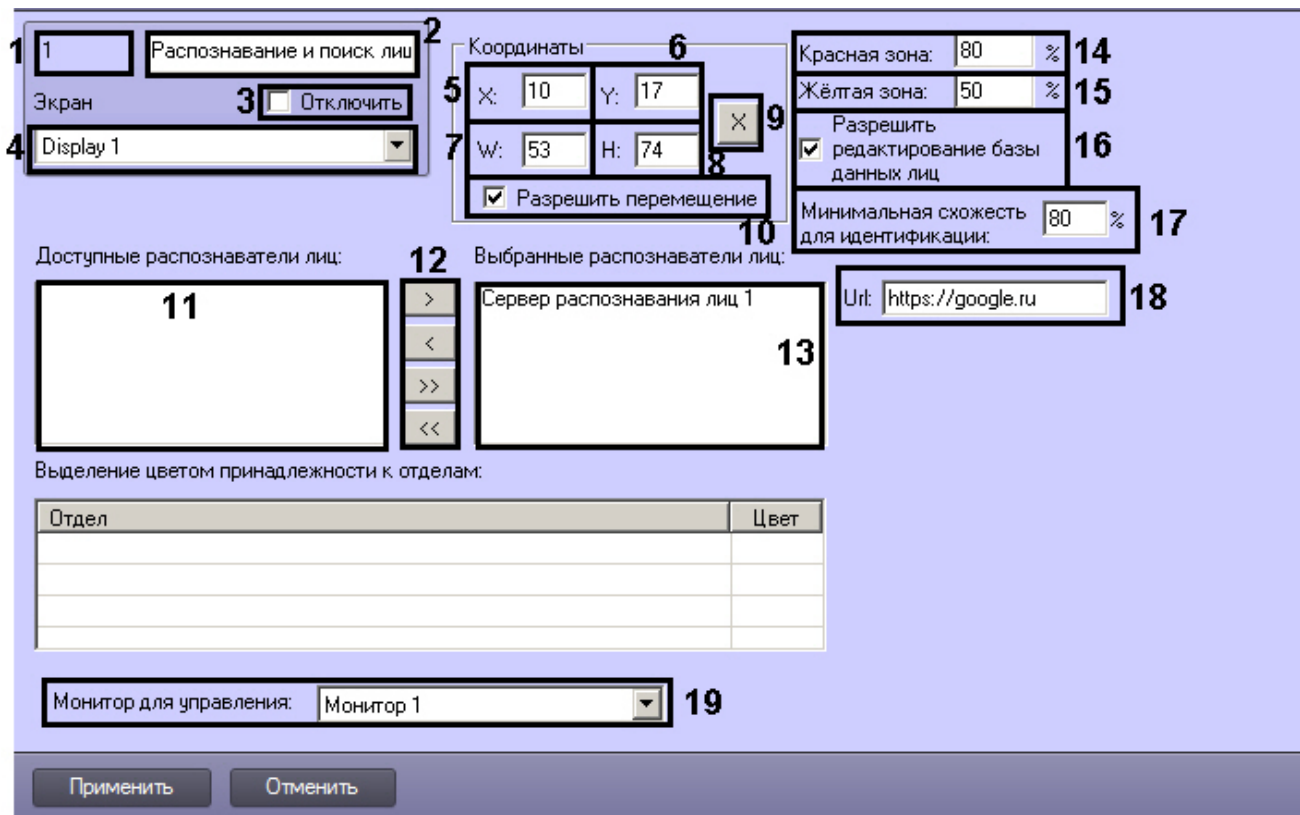 1 1 Распознавание и поиск лиц 2
Экран 3 Отключить
4 Display 1
Координаты 6
5 X: 10 Y: 17
9 X
7 W: 53 H: 74 8
Разрешить перемещение
10
Красная зона: 80 % 14
Жёлтая зона: 50 % 15
Разрешить
редактирование базы
данных лиц
16
Минимальная схожесть
для идентификации: 80 % 17
Доступные распознаватели лиц: 12 Выбранные распознаватели лиц:
11
>
<
>>
<<
Сервер распознавания лиц 1
13
Url: https://google.ru 18
Выделение цветом принадлежности к отделам:
Отдел Цвет
Монитор для управления: Монитор 1 19
Применить Отменить